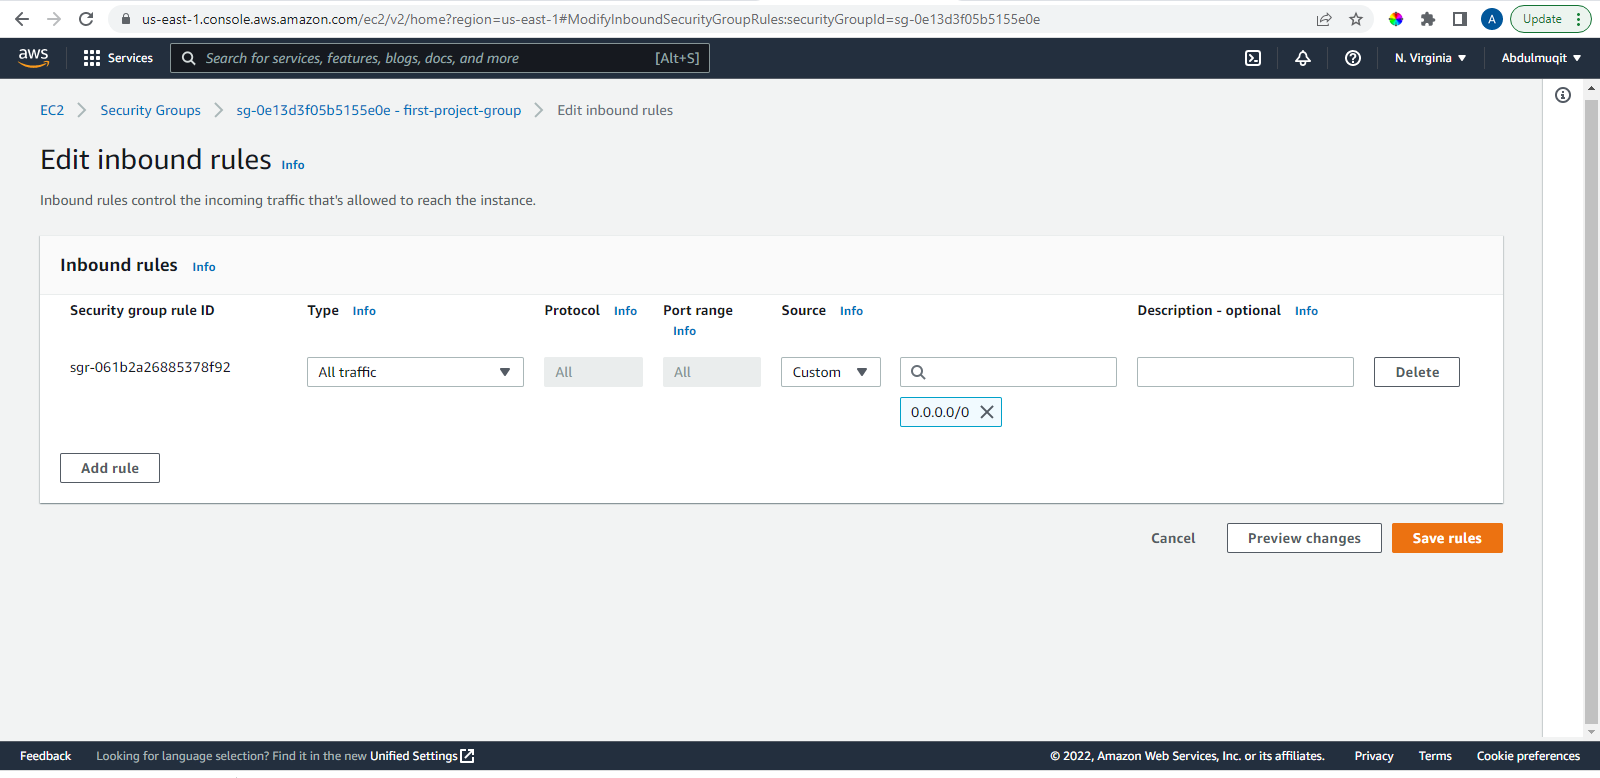 us-east-1.console.aws.amazon.com/ec2/v2/home?region=us-east-1#ModifyInboundSecurityGroupRules:securityGroupId=sg-0e13d3f05b5155e0e
A
Update
aws
Services
Search for services, features, blogs, docs, and more
[Alt+S]
N. Virginia
Abdulmuqit
EC2 Security Groups sg-0e13d3f05b5155e0e - first-project-group Edit inbound rules
Edit inbound rules Info
Inbound rules control the incoming traffic that's allowed to reach the instance.
Inbound rules Info
Security group rule ID Type Info Protocol Info Port range Info Source Info Description - optional Info
sgr-061b2a26885378f92 All traffic All All Custom Delete
0.0.0.0/0
Add rule
Cancel Preview changes Save rules
Feedback Looking for language selection? Find it in the new Unified Settings © 2022, Amazon Web Services, Inc. or its affiliates. Privacy Terms Cookie preferences